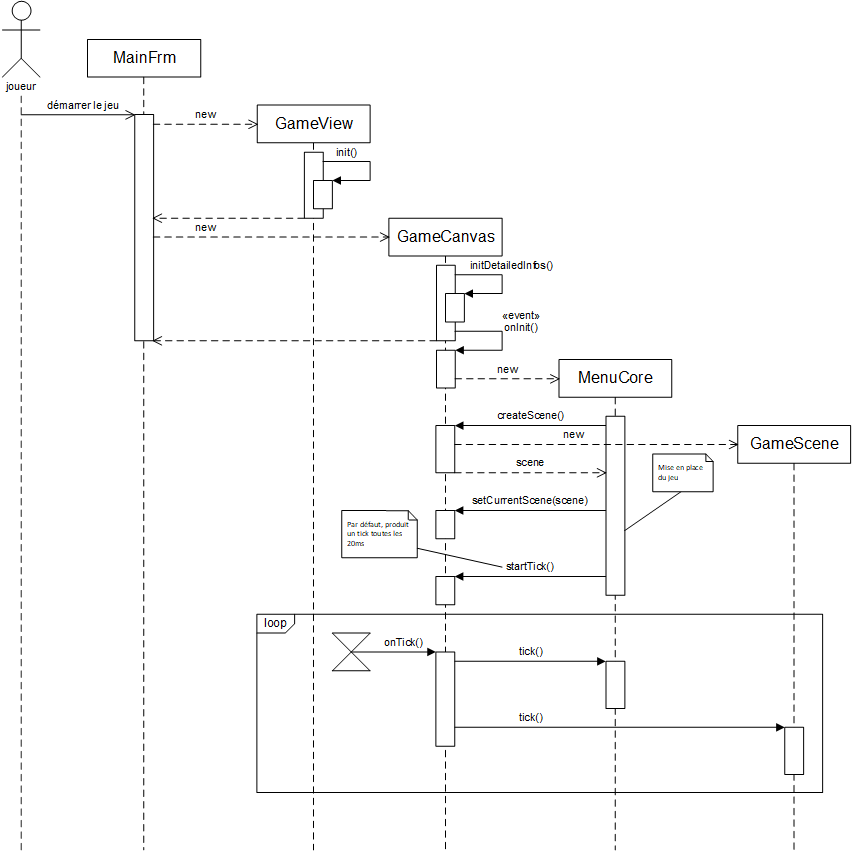 joueur
MainFrm
démarrer le jeu
new
GameView
init()
new
GameCanvas
initDetailedInfos()
«event»
onInit()
new
MenuCore
createScene()
new
GameScene
scene
Mise en place
du jeu
setCurrentScene(scene)
Par défaut, produit
un tick toutes les
20ms
startTick()
loop
onTick()
tick()
tick()